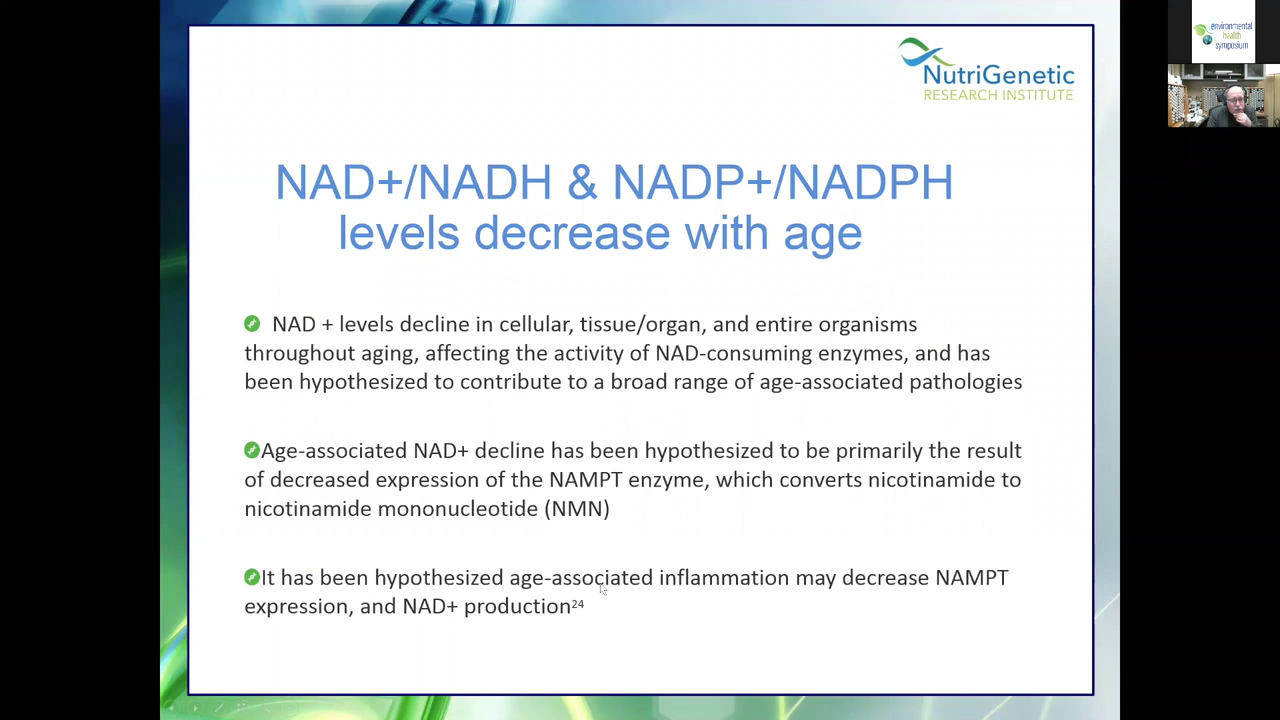 NutriGenetic
RESEARCH INSTITUTE
environmental
health
symposium
NAD+/NADH & NADP+/NADPH
levels decrease with age
NAD + levels decline in cellular, tissue/organ, and entire organisms
throughout aging, affecting the activity of NAD-consuming enzymes, and has
been hypothesized to contribute to a broad range of age-associated pathologies
Age-associated NAD+ decline has been hypothesized to be primarily the result
of decreased expression of the NAMPT enzyme, which converts nicotinamide to
nicotinamide mononucleotide (NMN)
It has been hypothesized age-associated inflammation may decrease NAMPT
expression, and NAD+ production24